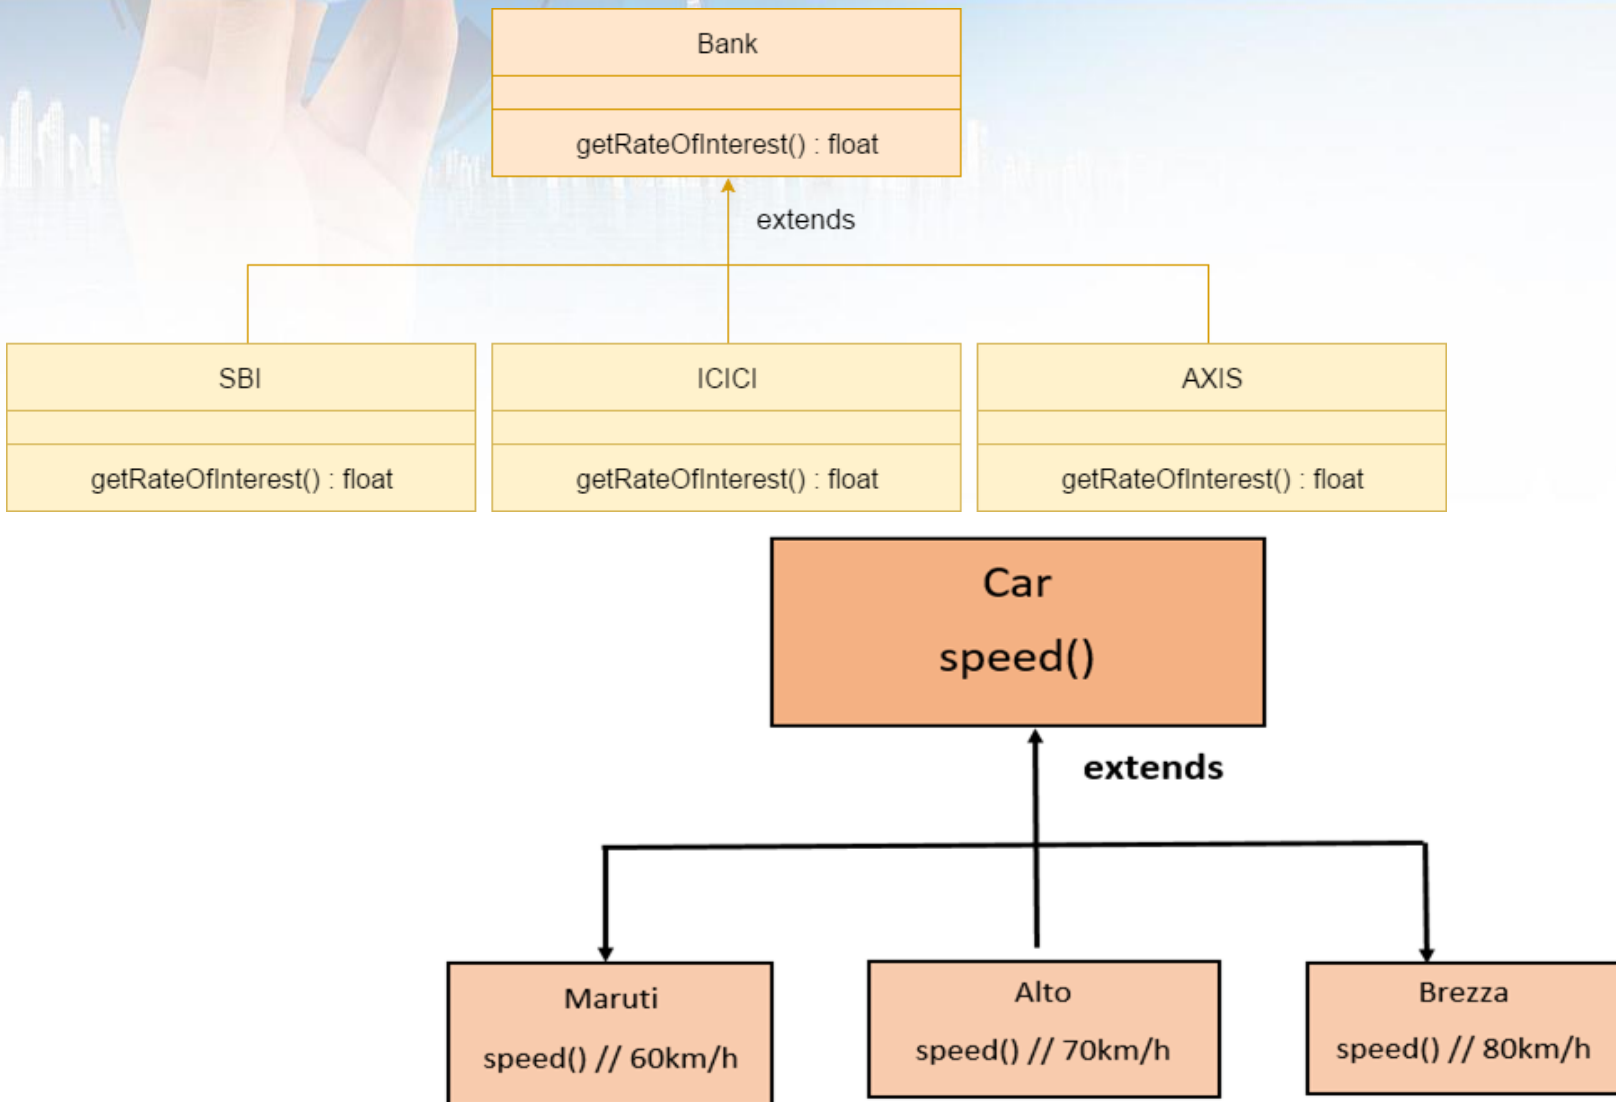 Bank
getRateOfInterest() : float
extends
SBI
getRateOfInterest() : float
ICICI
getRateOfInterest() : float
AXIS
getRateOfInterest() : float
Car
speed()
extends
Maruti
speed() // 60km/h
Alto
speed() // 70km/h
Brezza
speed() // 80km/h